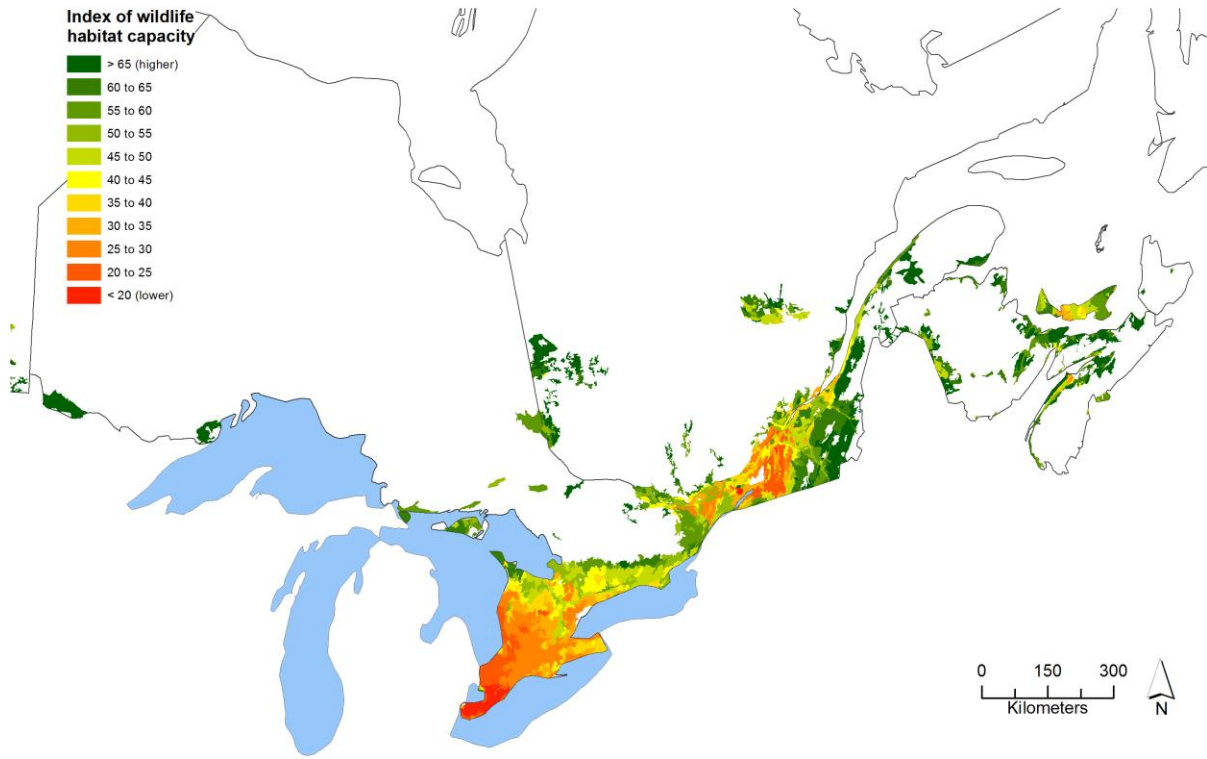 Index of wildlife
habitat capacity
> 65 (higher)
60 to 65
55 to 60
50 to 55
45 to 50
40 to 45
35 to 40
30 to 35
25 to 30
20 to 25
< 20 (lower)
0 150 300
Kilometers
N